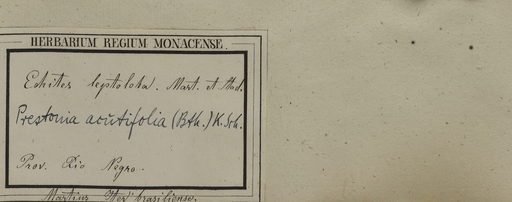 HERBARIUM REGIUM MONACENSE.
Echites leptoloba. Mart. et Stad.
Prestonia acutifolia (Bth.) K. Sch.
Prov. Rio Negro.
Martius Iter brasiliense.